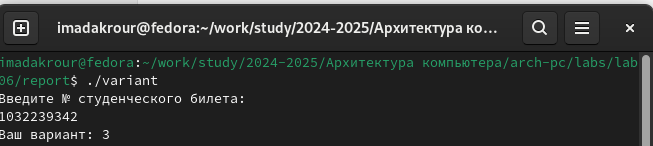 imadakrour@fedora:~/work/study/2024-2025/Архитектура ко...
imadakrour@fedora:~/work/study/2024-2025/Архитектура компьютера/arch-pc/labs/lab
06/report$ ./variant
Введите № студенческого билета:
1032239342
Ваш вариант: 3